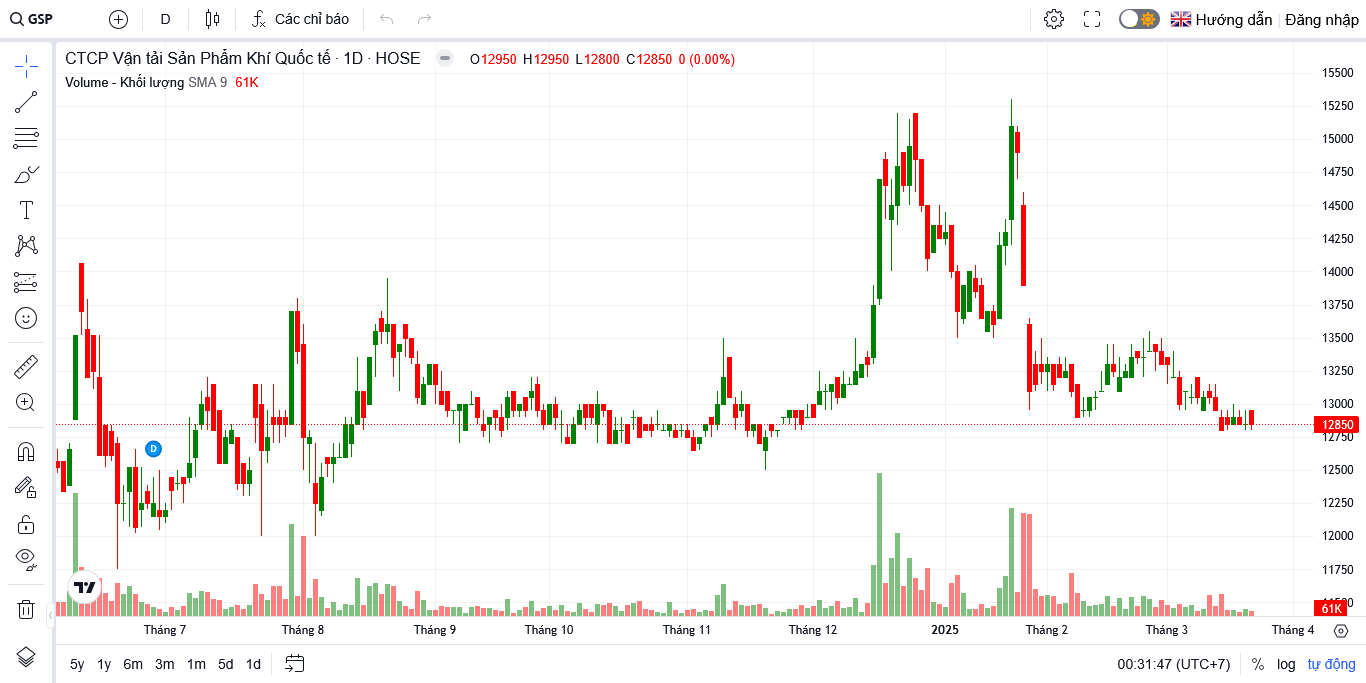 GSP D Các chỉ báo Hướng dẫn Đăng nhập
CTCP Vận tải Sản Phẩm Khí Quốc tế · 1D · HOSE O12950 H12950 L12800 C12850 0 (0.00%)
Volume - Khối lượng SMA 9 61K
15500
15250
15000
14750
14500
14250
14000
13750
13500
13250
13000
12850
12750
12500
12250
12000
11750
61K
D
Tháng 7 Tháng 8 Tháng 9 Tháng 10 Tháng 11 Tháng 12 2025 Tháng 2 Tháng 3 Tháng 4
5y 1y 6m 3m 1m 5d 1d 00:31:47 (UTC+7) % log tự động